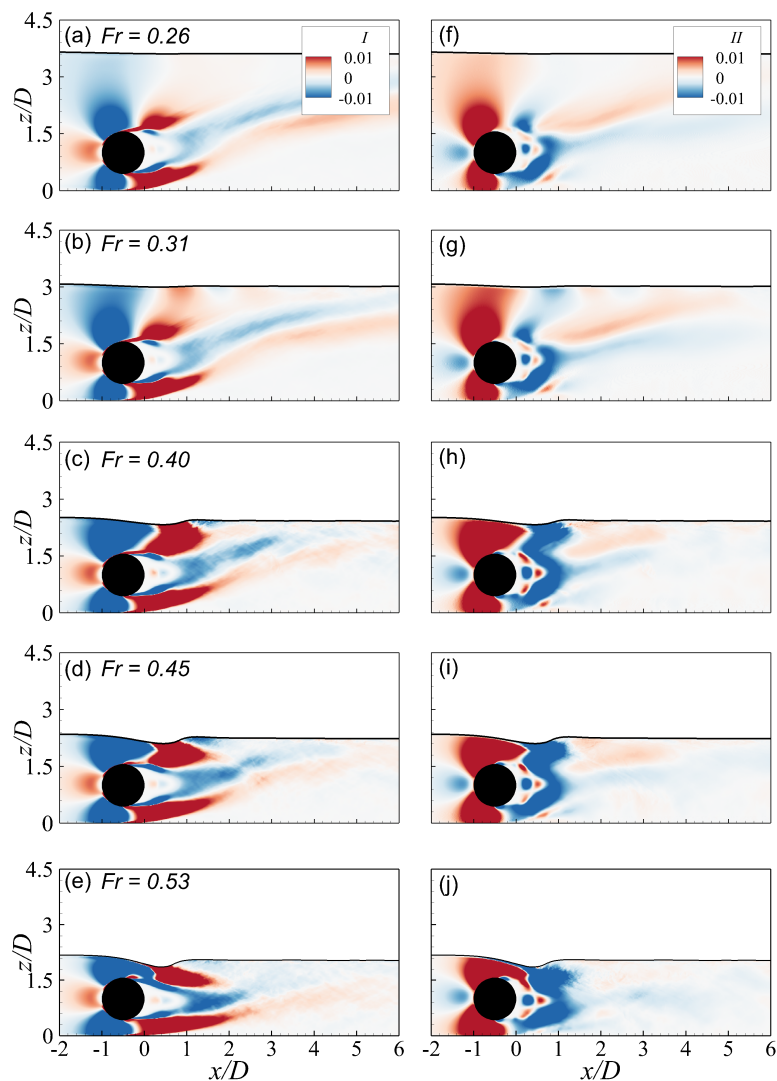 (a) Fr = 0.26
I
0.01
0
-0.01
4.5
3
1.5
0
z/D
(f)
II
0.01
0
-0.01
(b) Fr = 0.31
4.5
3
1.5
0
z/D
(g)
(c) Fr = 0.40
4.5
3
1.5
0
z/D
(h)
(d) Fr = 0.45
4.5
3
1.5
0
z/D
(i)
(e) Fr = 0.53
4.5
3
1.5
0
z/D
-2 -1 0 1 2 3 4 5 6
x/D
(j)
-2 -1 0 1 2 3 4 5 6
x/D